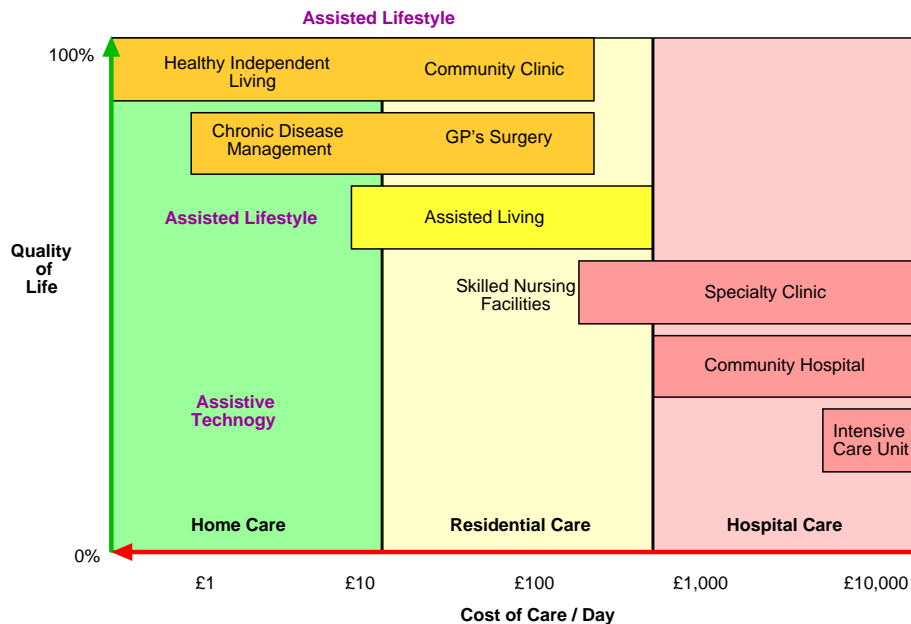 Assisted Lifestyle
100%
Healthy Independent
Living
Community Clinic
Chronic Disease
Management
GP's Surgery
Assisted Lifestyle
Assisted Living
Quality
of
Life
Skilled Nursing
Facilities
Specialty Clinic
Community Hospital
Assistive
Technogy
Intensive
Care Unit
Home Care
Residential Care
Hospital Care
0%
£1
£10
£100
£1,000
£10,000
Cost of Care / Day